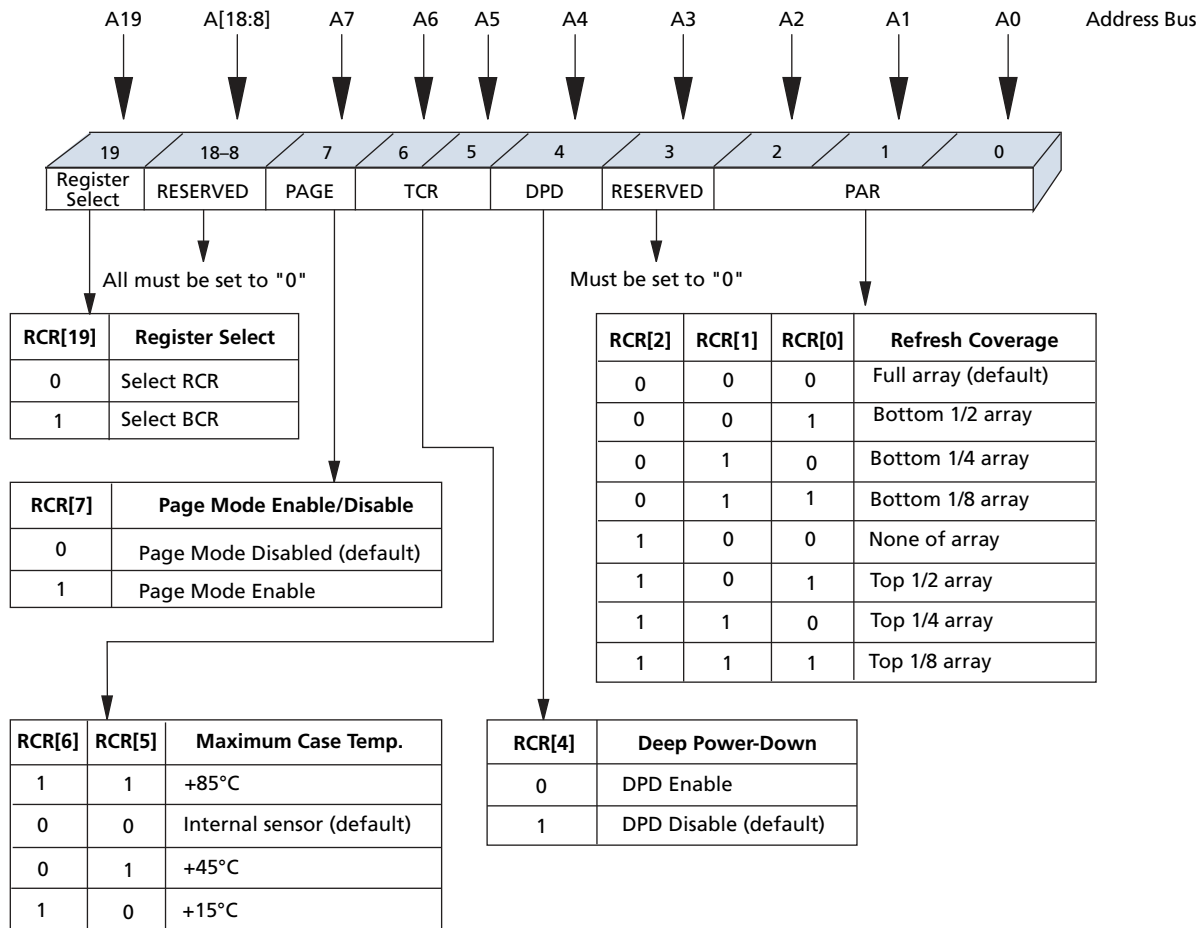 A19 A[18:8] A7 A6 A5 A4 A3 A2 A1 A0 Address Bus
19 18–8 7 6 5 4 3 2 1 0
Register Select RESERVED PAGE TCR DPD RESERVED PAR
All must be set to "0"
Must be set to "0"
RCR[19] Register Select
0 Select RCR
1 Select BCR
RCR[2] RCR[1] RCR[0] Refresh Coverage
0 0 0 Full array (default)
0 0 1 Bottom 1/2 array
0 1 0 Bottom 1/4 array
0 1 1 Bottom 1/8 array
1 0 0 None of array
1 0 1 Top 1/2 array
1 1 0 Top 1/4 array
1 1 1 Top 1/8 array
RCR[7] Page Mode Enable/Disable
0 Page Mode Disabled (default)
1 Page Mode Enable
RCR[6] RCR[5] Maximum Case Temp.
1 1 +85°C
0 0 Internal sensor (default)
0 1 +45°C
1 0 +15°C
RCR[4] Deep Power-Down
0 DPD Enable
1 DPD Disable (default)